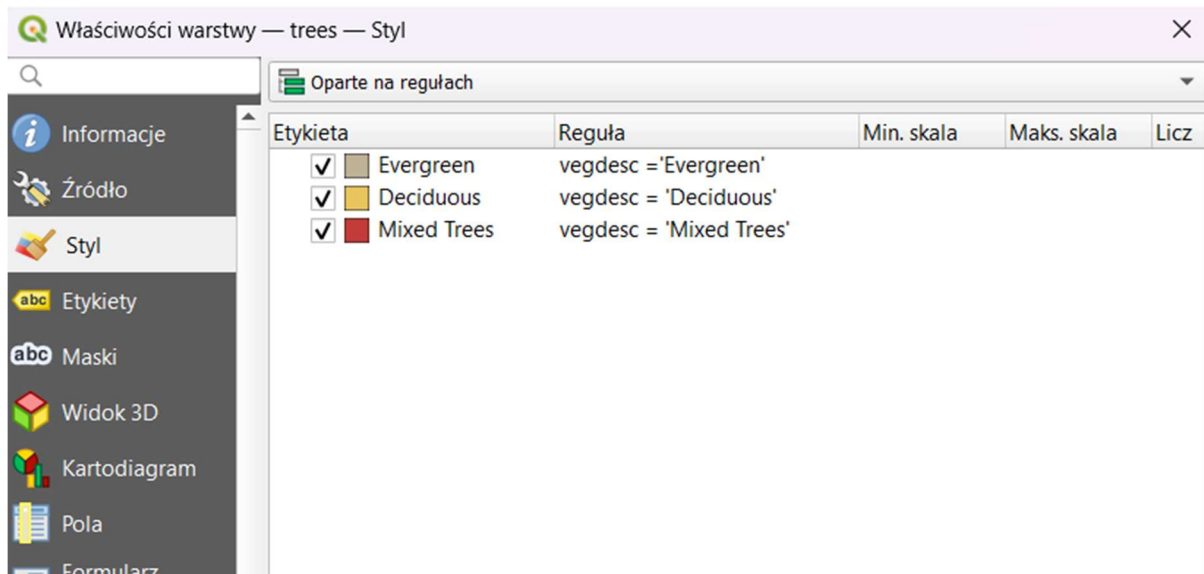 Właściwości warstwy — trees — Styl
Oparte na regułach
Informacje
Źródło
Styl
abc Etykiety
abc Maski
Widok 3D
Kartodiagram
Pola
Formularz
Etykieta Reguła Min. skala Maks. skala Licz
Evergreen vegdesc ='Evergreen'
Deciduous vegdesc = 'Deciduous'
Mixed Trees vegdesc = 'Mixed Trees'